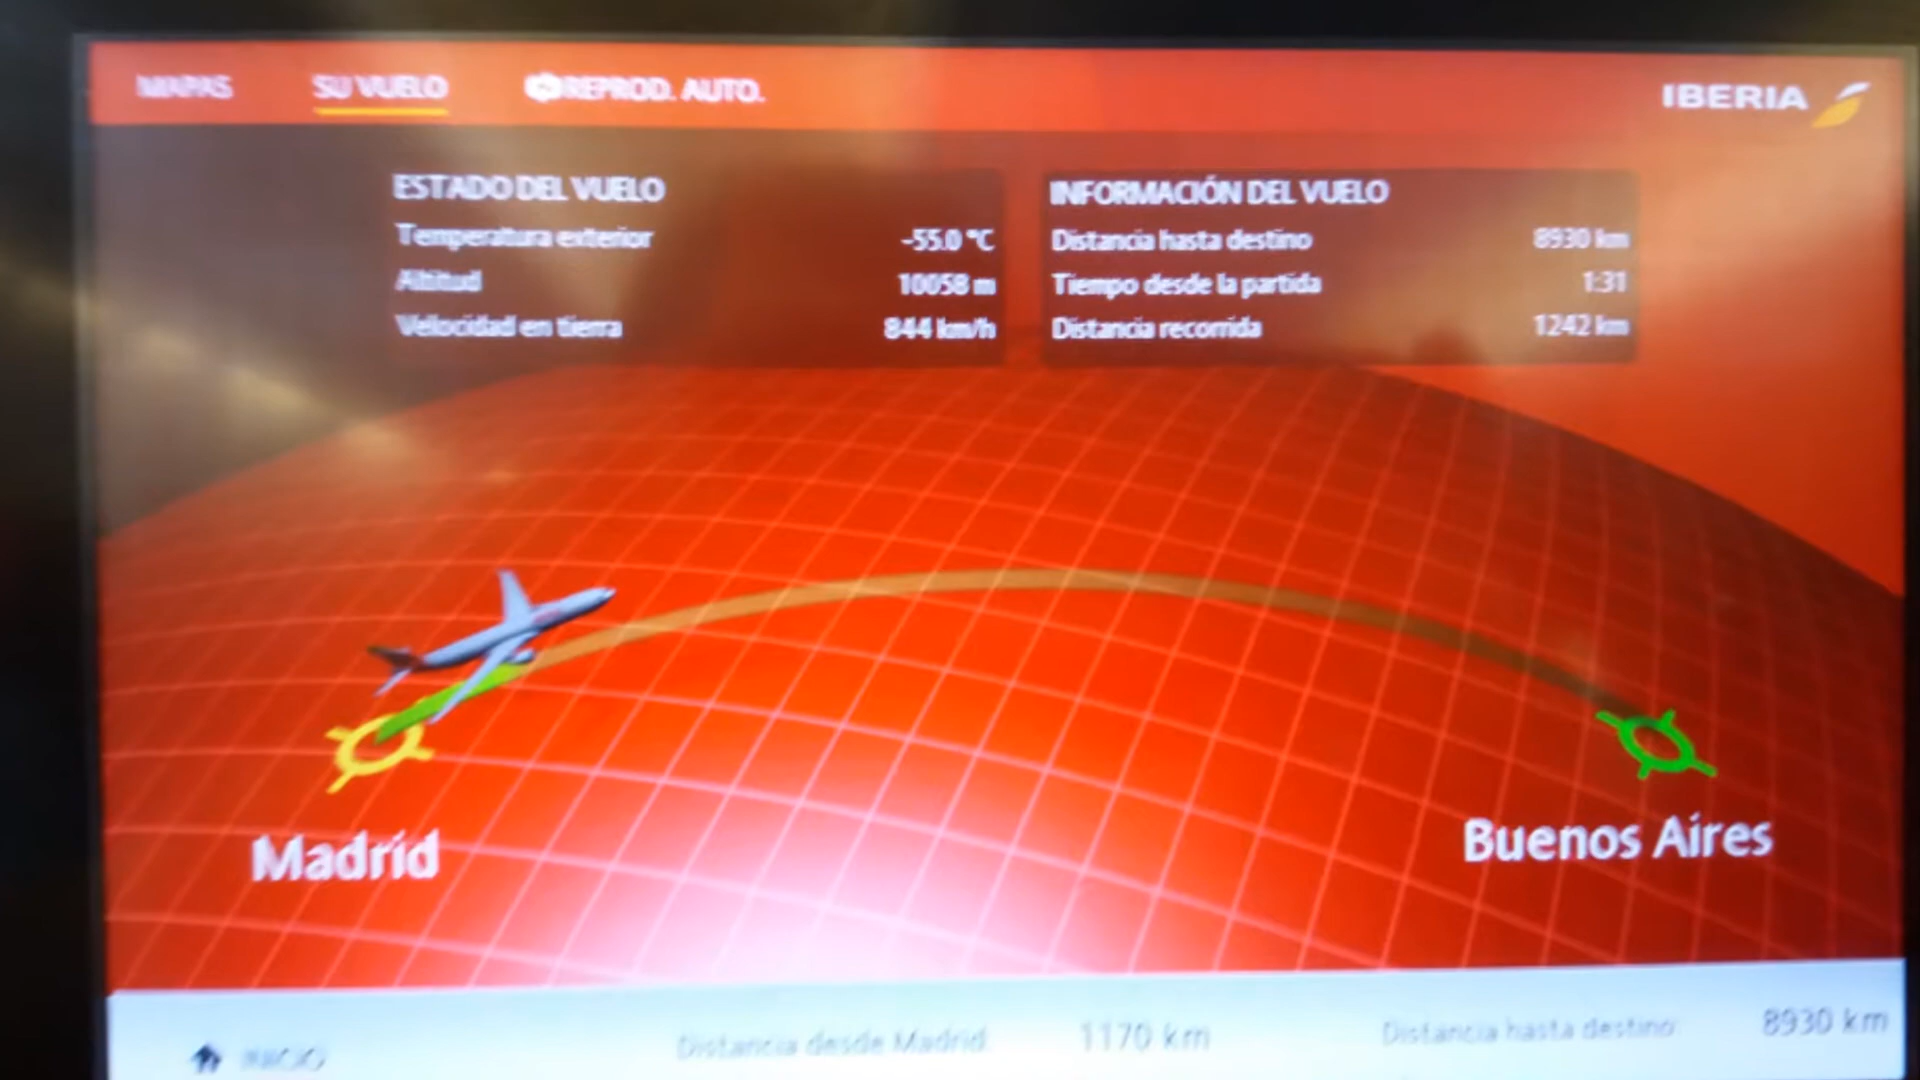 MAPAS SU VUELO REPROD. AUTO. IBERIA
ESTADO DEL VUELO
Temperatura exterior -55.0 °C
Altitud 10058 m
Velocidad en tierra 844 km/h
INFORMACIÓN DEL VUELO
Distancia hasta destino 8930 km
Tiempo desde la partida 1:31
Distancia recorrida 1242 km
Madrid
Buenos Aires
INICIO Distancia desde Madrid 1170 km Distancia hasta destino 8930 km